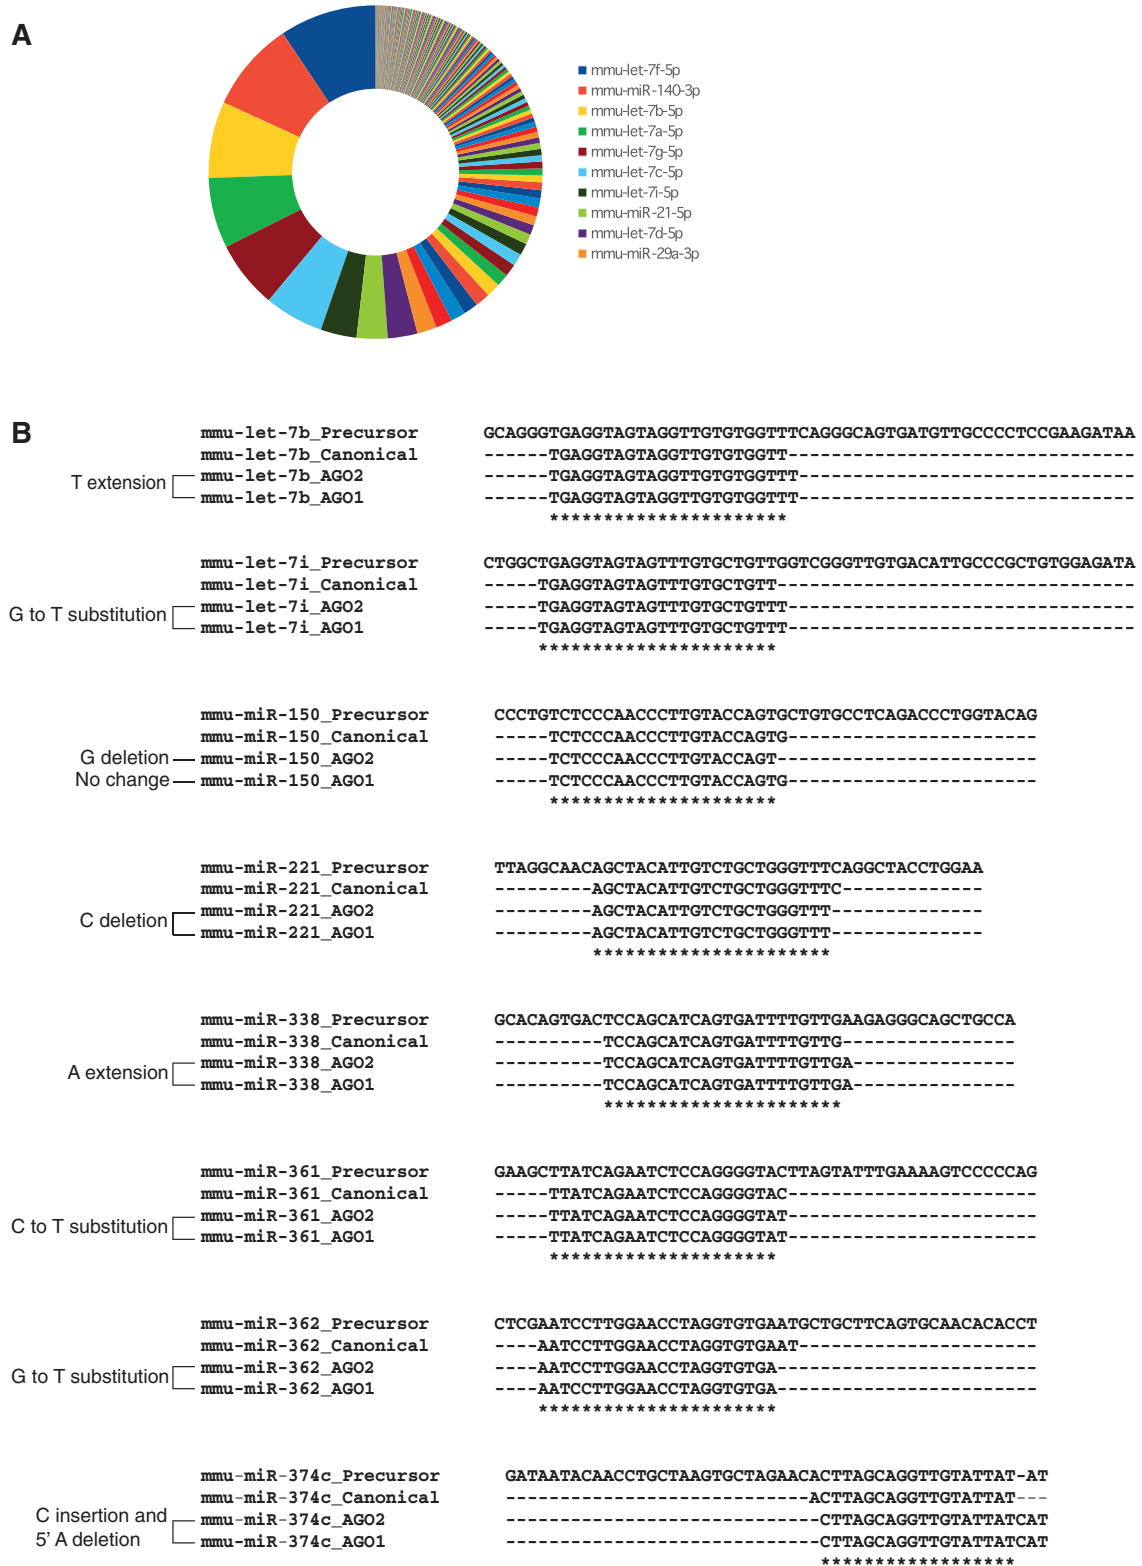 A
mmu-let-7f-5p
mmu-miR-140-3p
mmu-let-7b-5p
mmu-let-7a-5p
mmu-let-7g-5p
mmu-let-7c-5p
mmu-let-7i-5p
mmu-miR-21-5p
mmu-let-7d-5p
mmu-miR-29a-3p
B
mmu-let-7b_Precursor GCAGGGTGAGGTAGTAGGTTGTGTGGTTTCAGGGCAGTGATGTTGCCCCTCCGAAGATAA
mmu-let-7b_Canonical ------TGAGGTAGTAGGTTGTGTGGTT--------------------------------
T extension
mmu-let-7b_AGO2 ------TGAGGTAGTAGGTTGTGTGGTTT-------------------------------
mmu-let-7b_AGO1 ------TGAGGTAGTAGGTTGTGTGGTTT-------------------------------
**********************
mmu-let-7i_Precursor CTGGCTGAGGTAGTAGTTTGTGCTGTTGGTCGGGTTGTGACATTGCCCGCTGTGGAGATA
mmu-let-7i_Canonical -----TGAGGTAGTAGTTTGTGCTGTT---------------------------------
G to T substitution
mmu-let-7i_AGO2 -----TGAGGTAGTAGTTTGTGCTGTTT--------------------------------
mmu-let-7i_AGO1 -----TGAGGTAGTAGTTTGTGCTGTTT--------------------------------
**********************
mmu-miR-150_Precursor CCCTGTCTCCCAACCCTTGTACCAGTGCTGTGCCTCAGACCCTGGTACAG
mmu-miR-150_Canonical -----TCTCCCAACCCTTGTACCAGTG-----------------------
G deletion mmu-miR-150_AGO2 -----TCTCCCAACCCTTGTACCAGT------------------------
No change mmu-miR-150_AGO1 -----TCTCCCAACCCTTGTACCAGTG-----------------------
*********************
mmu-miR-221_Precursor TTAGGCAACAGCTACATTGTCTGCTGGGTTTCAGGCTACCTGGAA
mmu-miR-221_Canonical ---------AGCTACATTGTCTGCTGGGTTTC-------------
C deletion
mmu-miR-221_AGO2 ---------AGCTACATTGTCTGCTGGGTTT--------------
mmu-miR-221_AGO1 ---------AGCTACATTGTCTGCTGGGTTT--------------
**********************
mmu-miR-338_Precursor GCACAGTGACTCCAGCATCAGTGATTTTGTTGAAGAGGGCAGCTGCCA
mmu-miR-338_Canonical ----------TCCAGCATCAGTGATTTTGTTG----------------
A extension
mmu-miR-338_AGO2 ----------TCCAGCATCAGTGATTTTGTTGA---------------
mmu-miR-338_AGO1 ----------TCCAGCATCAGTGATTTTGTTGA---------------
**********************
mmu-miR-361_Precursor GAAGCTTATCAGAATCTCCAGGGGTACTTAGTATTTGAAAAGTCCCCCAG
mmu-miR-361_Canonical -----TTATCAGAATCTCCAGGGGTAC-----------------------
C to T substitution
mmu-miR-361_AGO2 -----TTATCAGAATCTCCAGGGGTAT-----------------------
mmu-miR-361_AGO1 -----TTATCAGAATCTCCAGGGGTAT-----------------------
*********************
mmu-miR-362_Precursor CTCGAATCCTTGGAACCTAGGTGTGAATGCTGCTTCAGTGCAACACACCT
mmu-miR-362_Canonical ----AATCCTTGGAACCTAGGTGTGAAT----------------------
G to T substitution
mmu-miR-362_AGO2 ----AATCCTTGGAACCTAGGTGTGA------------------------
mmu-miR-362_AGO1 ----AATCCTTGGAACCTAGGTGTGA------------------------
**********************
mmu-miR-374c_Precursor GATAATACAACCTGCTAAGTGCTAGAACACTTAGCAGGTTGTATTAT-AT
mmu-miR-374c_Canonical ----------------------------ACTTAGCAGGTTGTATTAT---
C insertion and
5' A deletion
mmu-miR-374c_AGO2 -----------------------------CTTAGCAGGTTGTATTATCAT
mmu-miR-374c_AGO1 -----------------------------CTTAGCAGGTTGTATTATCAT
******************